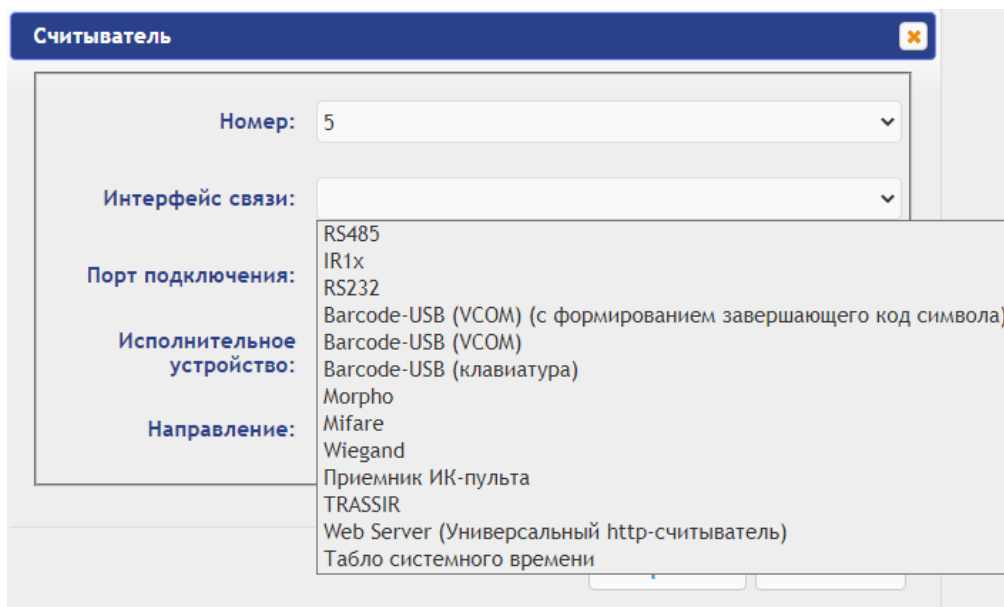 Считыватель
Номер: 5
Интерфейс связи:
RS485
IR1x
RS232
Barcode-USB (VCOM) (с формированием завершающего код символа)
Barcode-USB (VCOM)
Barcode-USB (клавиатура)
Morpho
Mifare
Wiegand
Приемник ИК-пульта
TRASSIR
Web Server (Универсальный http-считыватель)
Табло системного времени
Порт подключения:
Исполнительное
устройство:
Направление: